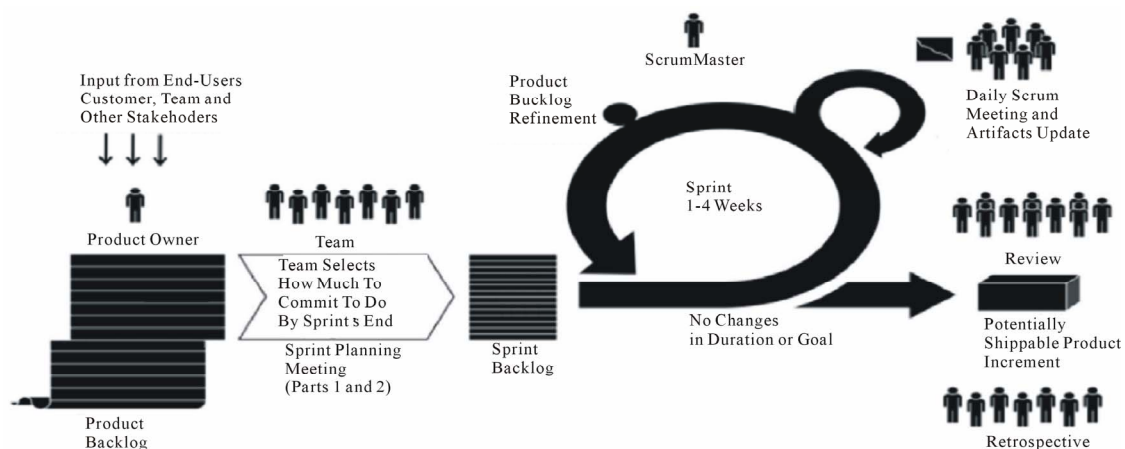 Input from End-Users
Customer, Team and
Other Stakehoders
Product Owner
Product
Backlog
Team
Team Selects
How Much To
Commit To Do
By Sprint s End
Sprint Planning
Meeting
(Parts 1 and 2)
Sprint
Backlog
ScrumMaster
Product
Bucklog
Refinement
Sprint
1-4 Weeks
No Changes
in Duration or Goal
Daily Scrum
Meeting and
Artifacts Update
Review
Potentially
Shippable Product
Increment
Retrospective